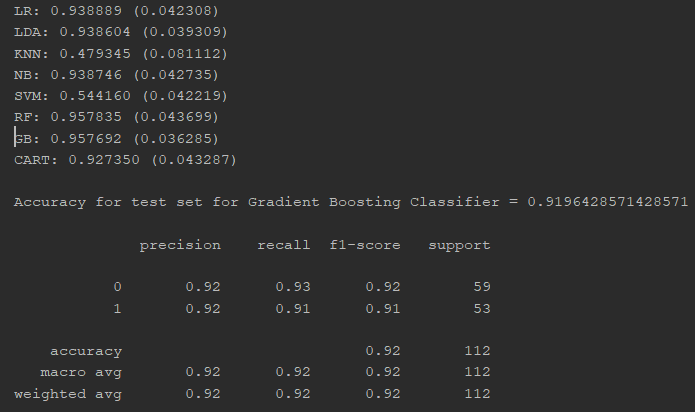 LR: 0.938889 (0.042308)
LDA: 0.938604 (0.039309)
KNN: 0.479345 (0.081112)
NB: 0.938746 (0.042735)
SVM: 0.544160 (0.042219)
RF: 0.957835 (0.043699)
GB: 0.957692 (0.036285)
CART: 0.927350 (0.043287)
Accuracy for test set for Gradient Boosting Classifier = 0.9196428571428571
precision recall f1-score support
0 0.92 0.93 0.92 59
1 0.92 0.91 0.91 53
accuracy 0.92 112
macro avg 0.92 0.92 0.92 112
weighted avg 0.92 0.92 0.92 112